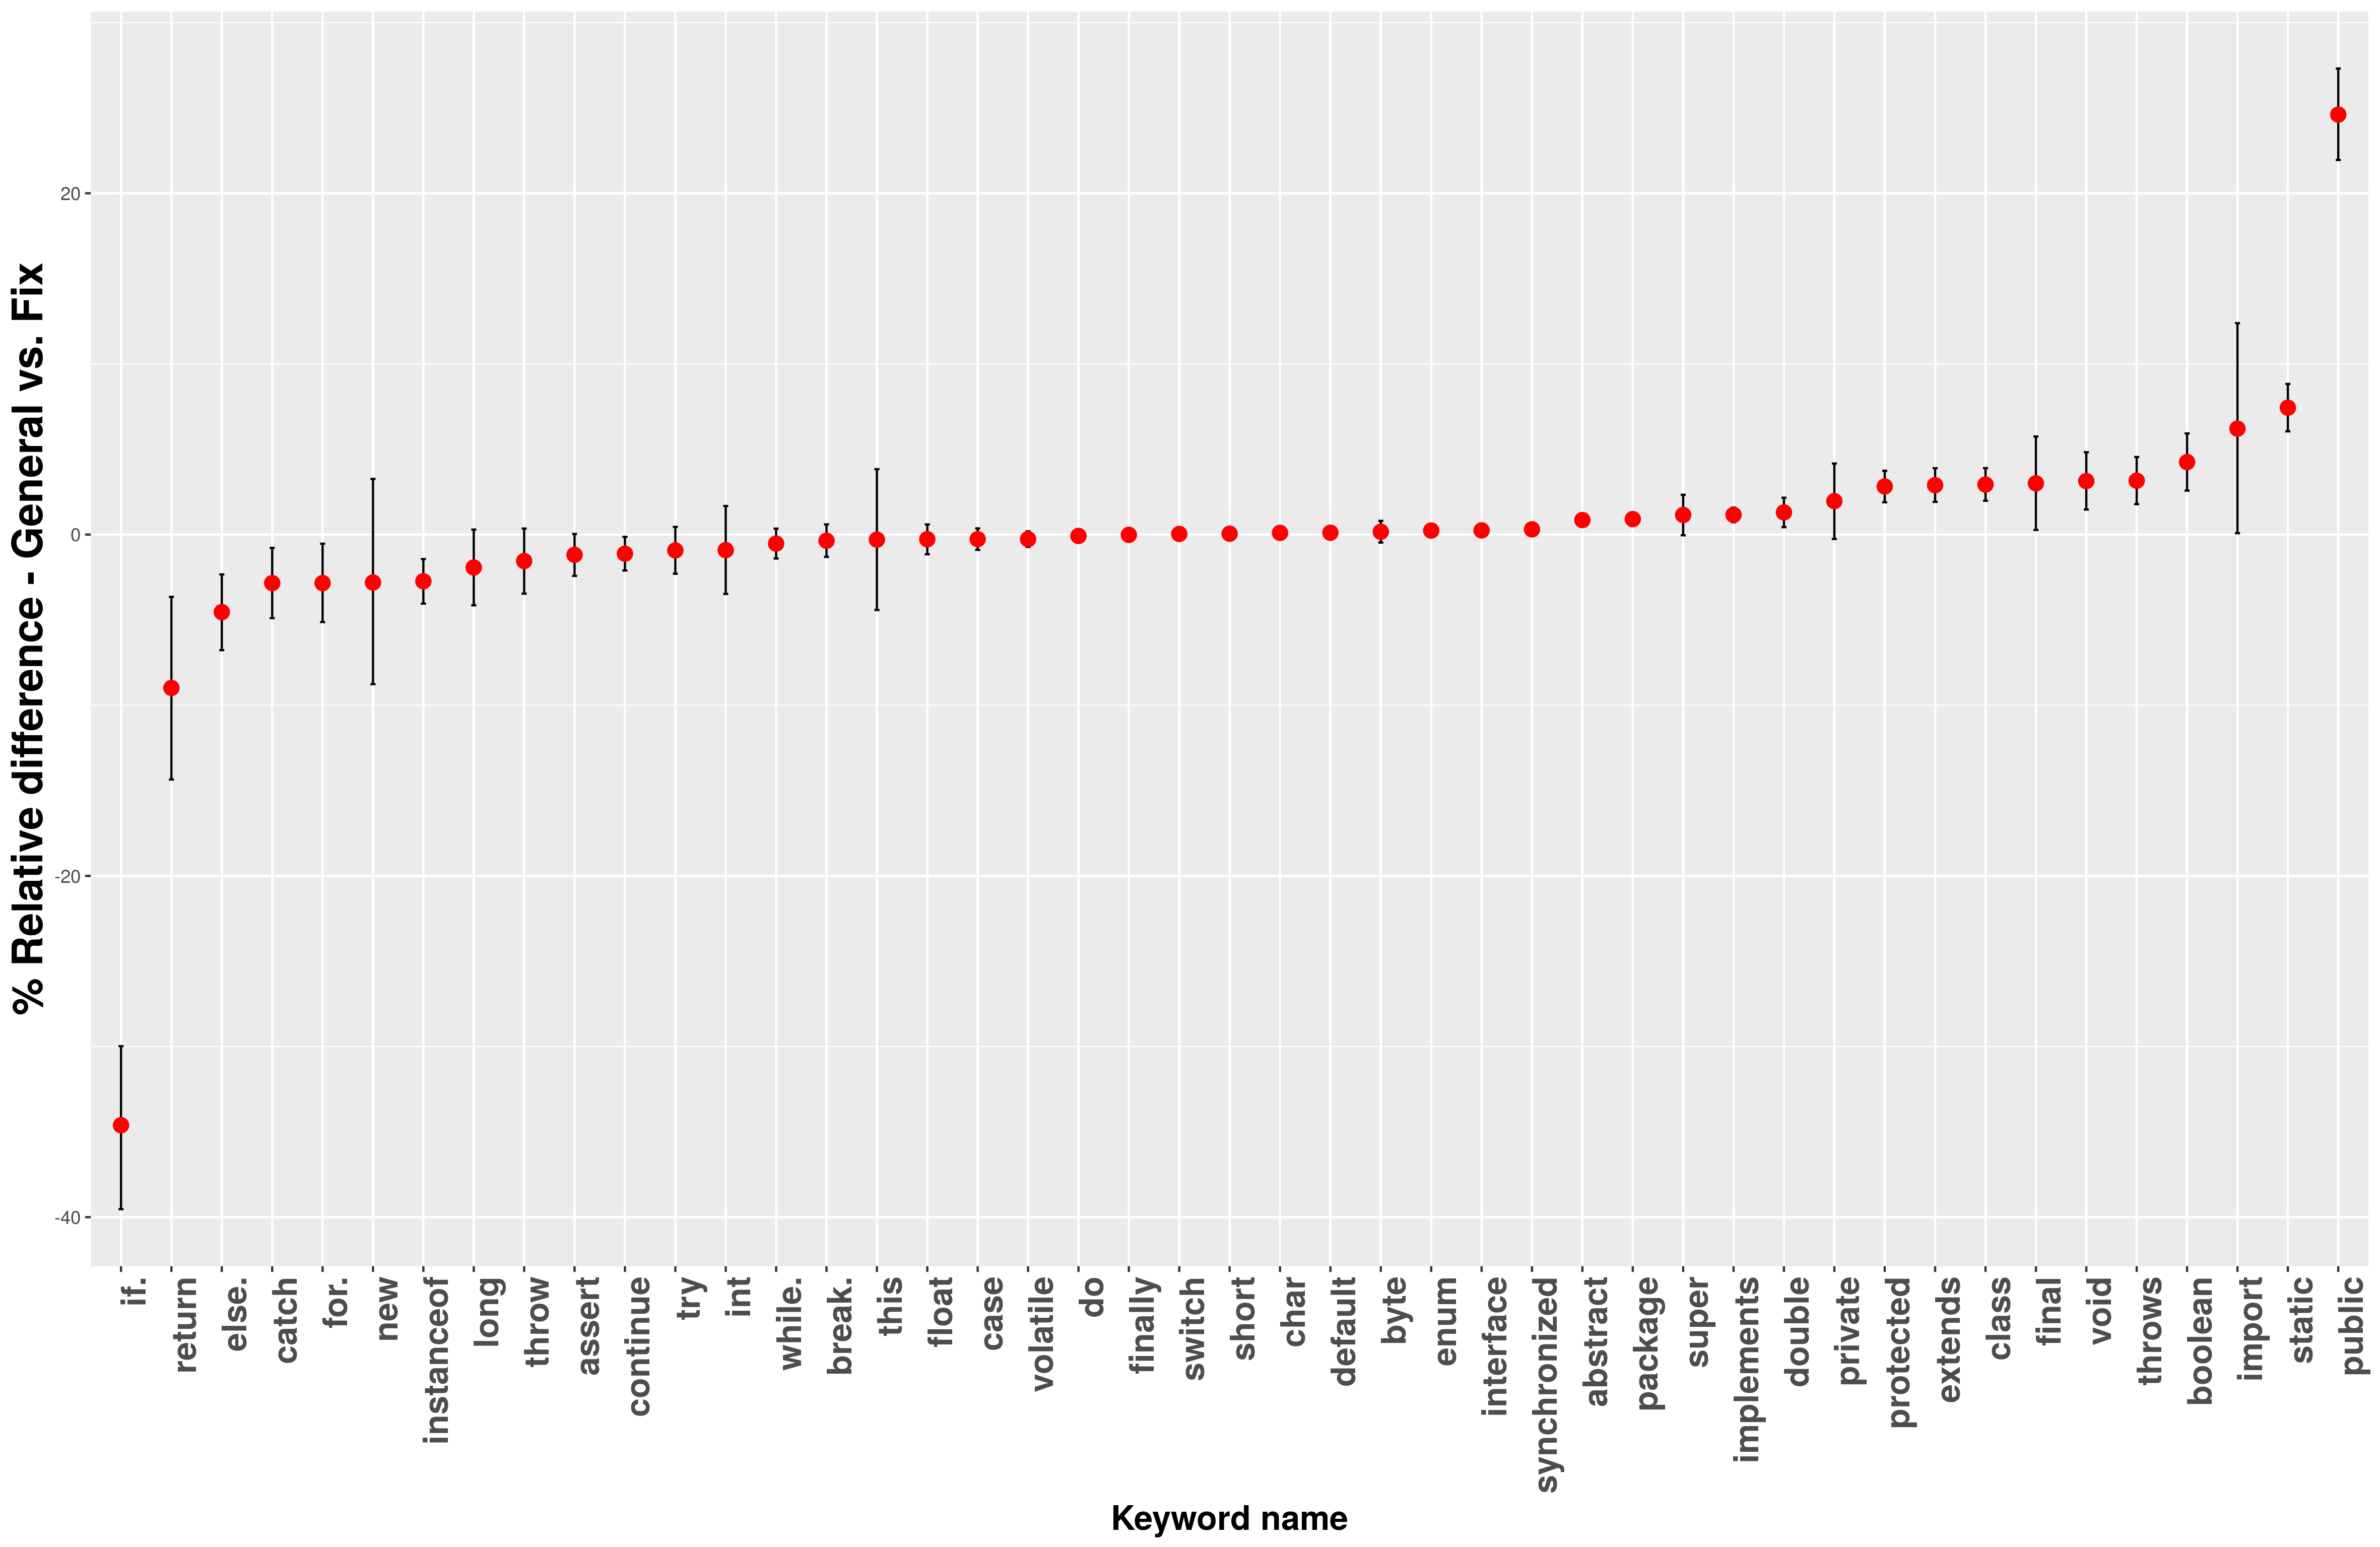 % Relative difference - General vs. Fix
20
0
-20
-40
if.
return
else.
catch
for.
new
instanceof
long
throw
assert
continue
try
int
while.
break.
this
float
case
volatile
do
finally
switch
short
char
default
byte
enum
interface
synchronized
abstract
package
super
implements
double
private
protected
extends
class
final
void
throws
boolean
import
static
public
Keyword name